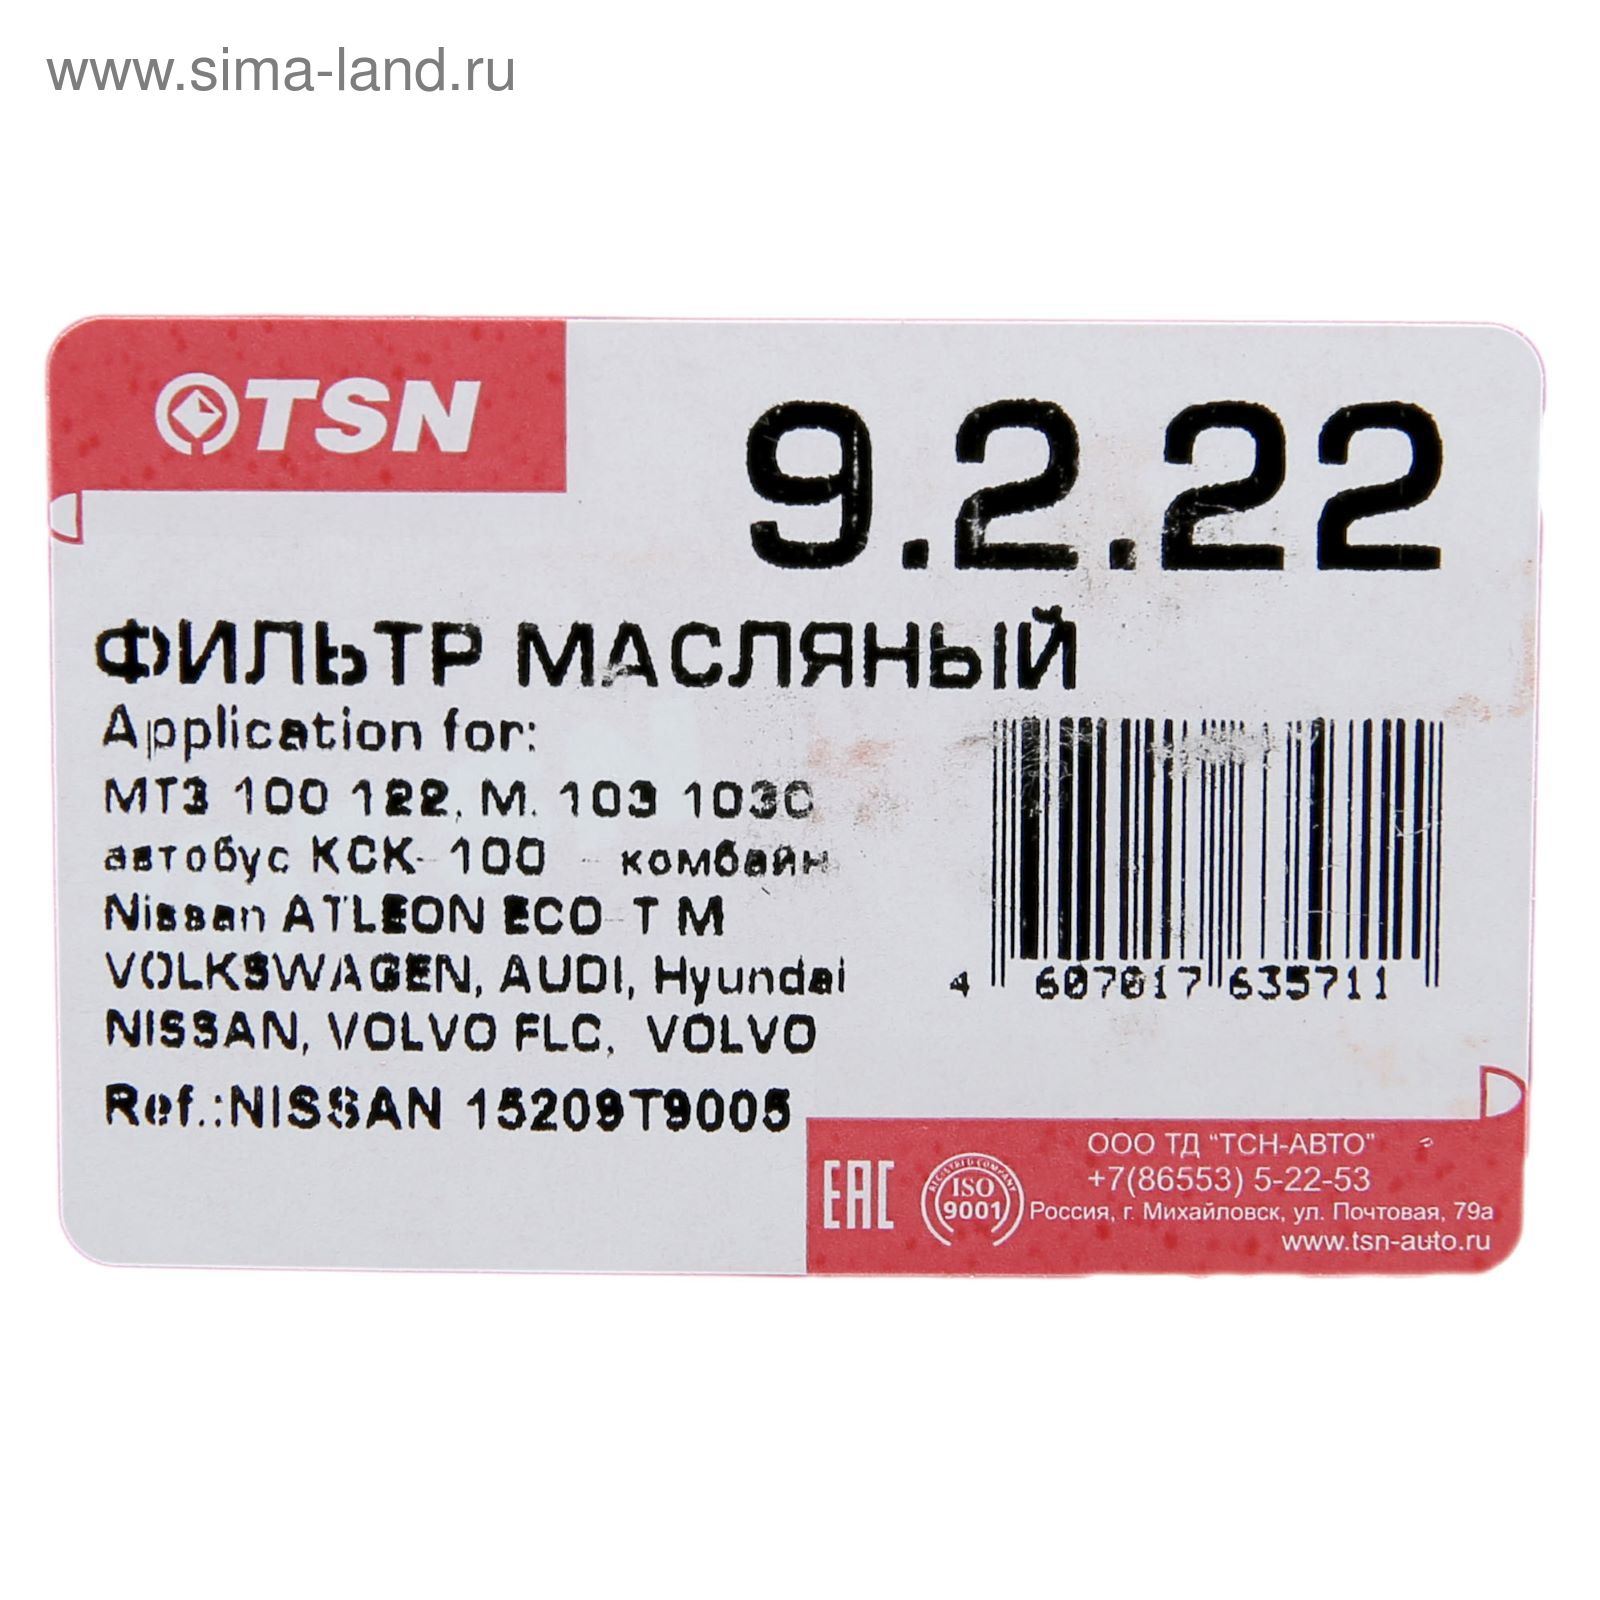 www.sima-land.ru
TSN
9.2.22
ФИЛЬТР МАСЛЯНЫЙ
Application for:
МТЗ 100 122, М. 103 1030
автобус КСК- 100 - комбайн
Nissan ATLEON ECO-T M
VOLKSWAGEN, AUDI, Hyundai
NISSAN, VOLVO FLC, VOLVO
Ref.:NISSAN 15209T9005
4 607017 635711
EAC
REGISTRED COMPANY
ISO
9001
ООО ТД "ТСН-АВТО"
+7(86553) 5-22-53
Россия, г. Михайловск, ул. Почтовая, 79а
www.tsn-auto.ru